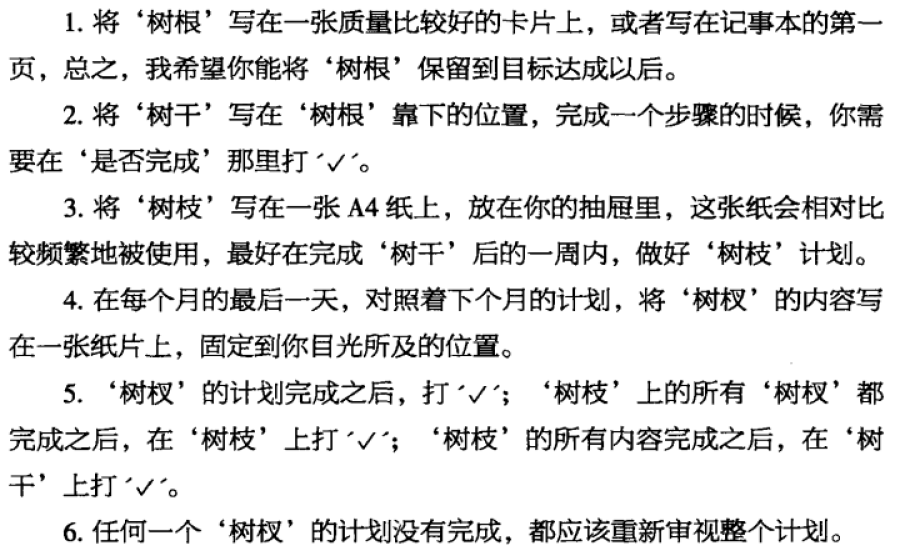 1. 将‘树根’写在一张质量比较好的卡片上，或者写在记事本的第一
页，总之，我希望你能将‘树根’保留到目标达成以后。
2. 将‘树干’写在‘树根’靠下的位置，完成一个步骤的时候，你需
要在‘是否完成’那里打‘✓’。
3. 将‘树枝’写在一张 A4 纸上，放在你的抽屉里，这张纸会相对比
较频繁地被使用，最好在完成‘树干’后的一周内，做好‘树枝’计划。
4. 在每个月的最后一天，对照着下个月的计划，将‘树杈’的内容写
在一张纸片上，固定到你目光所及的位置。
5. ‘树杈’的计划完成之后，打‘✓’；‘树枝’上的所有‘树杈’都
完成之后，在‘树枝’上打‘✓’；‘树枝’的所有内容完成之后，在‘树
干’上打‘✓’。
6. 任何一个‘树杈’的计划没有完成，都应该重新审视整个计划。